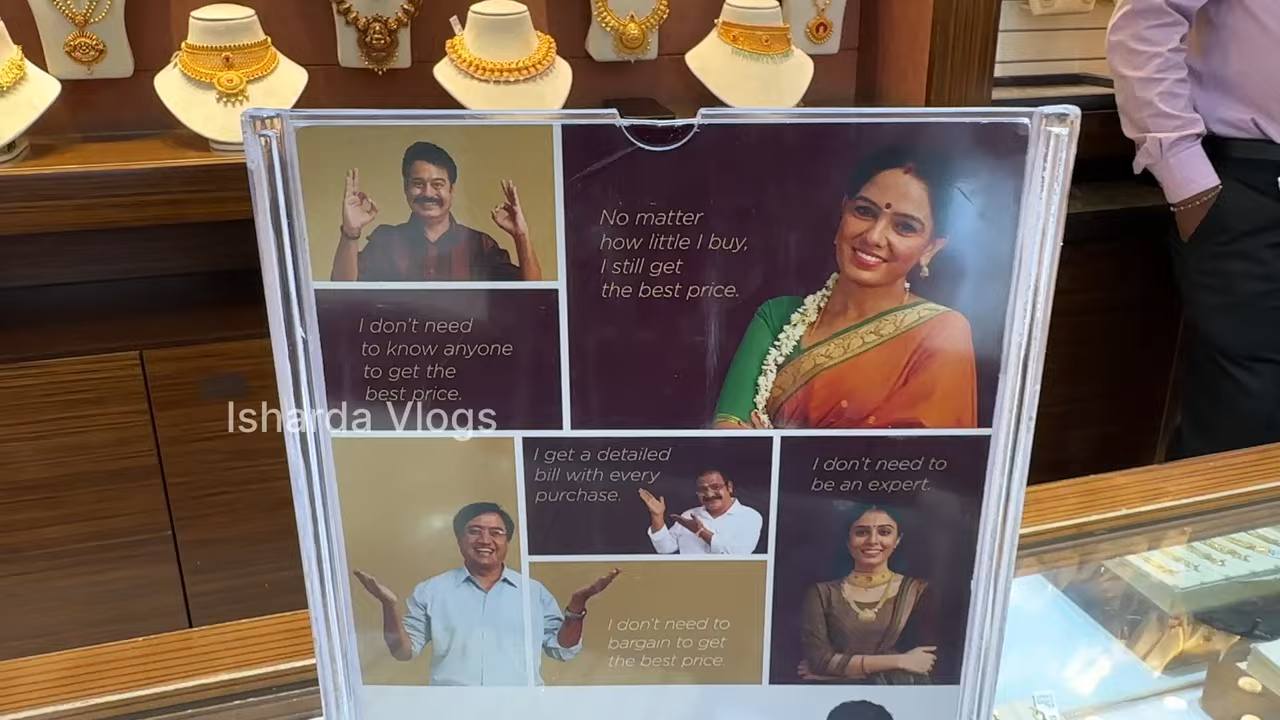 No matter
how little I buy,
I still get
the best price.
I don't need
to know anyone
to get the
best price.
Isharda Vlogs
I get a detailed
bill with every
purchase.
I don't need to
be an expert.
I don't need to
bargain to get
the best price.